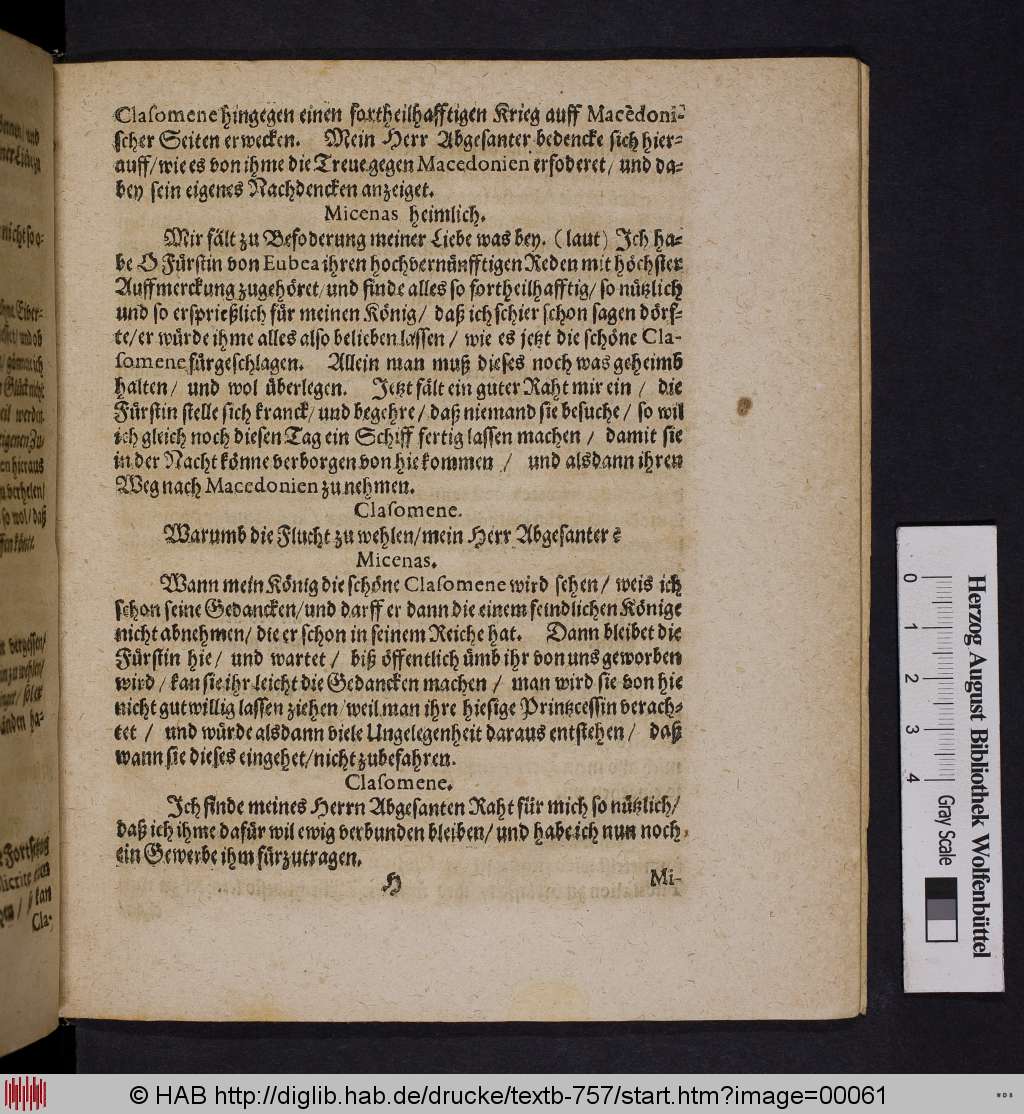 Clasomene hingegen einen fortheilhafftigen Krieg auff Macedoni-
scher Seiten erwecken. Mein Herr Abgesanter bedencke sich hier-
auff/ wie es von ihme die Treue gegen Macedonien erfoderet/ und da-
bey sein eigenes Nachdencken anzeiget.
Micenas heimlich.
Mir fält zu Befoderung meiner Liebe was bey. (laut) Ich ha-
be O Fürstin von Eubea ihren hochvernünfftigen Reden mit höchster
Auffmerckung zugehöret/ und finde alles so fortheilhafftig/ so nützlich
und so ersprießlich für meinen König/ daß ich schier schon sagen dörf-
te/ er würde ihme alles also belieben lassen/ wie es jetzt die schöne Cla-
somene fürgeschlagen. Allein man muß dieses noch was geheimb
halten/ und wol überlegen. Jetzt fält ein guter Raht mir ein/ die
Fürstin stelle sich kranck/ und begehre/ daß niemand sie besuche/ so wil
ich gleich noch diesen Tag ein Schiff fertig lassen machen/ damit sie
in der Nacht könne verborgen von hie kommen/ und alsdann ihren
Weg nach Macedonien zu nehmen.
Clasomene.
Warumb die Flucht zu wehlen/ mein Herr Abgesanter?
Micenas.
Wann mein König die schöne Clasomene wird sehen/ weis ich
schon seine Gedancken/ und darff er dann die einem feindlichen Könige
nicht abnehmen/ die er schon in seinem Reiche hat. Dann bleibet die
Fürstin hie/ und wartet/ biß öffentlich ümb ihr von uns geworben
wird/ kan sie ihr leicht die Gedancken machen/ man wird sie von hie
nicht gutwillig lassen ziehen/ weil man ihre hiesige Printzcessin verach-
tet/ und würde alsdann viele Ungelegenheit daraus entstehen/ daß
wann sie dieses eingehet/ nicht zubefahren.
Clasomene.
Ich finde meines Herrn Abgesanten Raht für mich so nützlich/
daß ich ihme dafür wil ewig verbunden bleiben/ und habe ich nun noch
ein Gewerbe ihm fürzutragen.
H Mi-
Herzog August Bibliothek Wolfenbüttel
0 1 2 3 4 Gray Scale
© HAB http://diglib.hab.de/drucke/textb-757/start.htm?image=00061